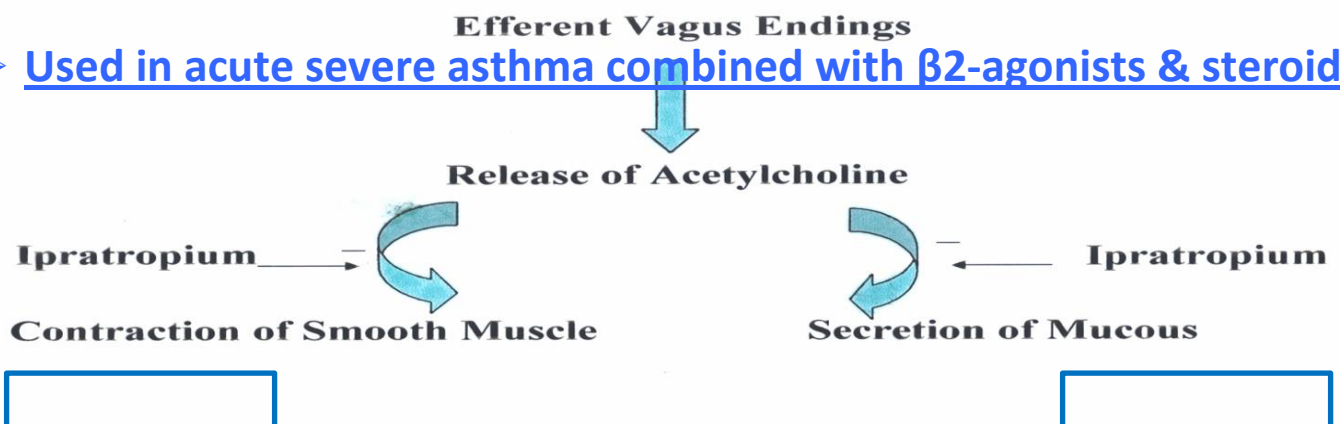 Efferent Vagus Endings
Used in acute severe asthma combined with β2-agonists & steroid
Release of Acetylcholine
Ipratropium – – Ipratropium
Contraction of Smooth Muscle Secretion of Mucous